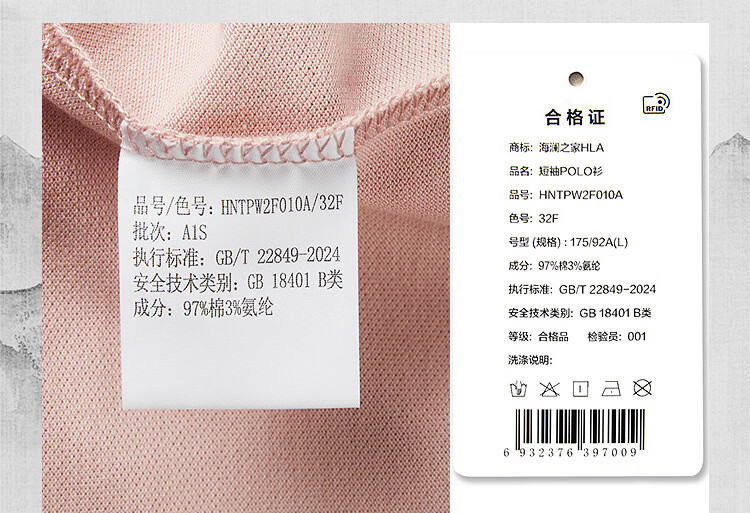 品号/色号: HNTPW2F010A/32F
批次: A1S
执行标准: GB/T 22849-2024
安全技术类别: GB 18401 B类
成分: 97%棉3%氨纶
RFID
合格证
商标: 海澜之家HLA
品名: 短袖POLO衫
品号: HNTPW2F010A
色号: 32F
号型 (规格) : 175/92A(L)
成分: 97%棉3%氨纶
执行标准: GB/T 22849-2024
安全技术类别: GB 18401 B类
等级: 合格品 检验员: 001
洗涤说明:
6 932376 397009